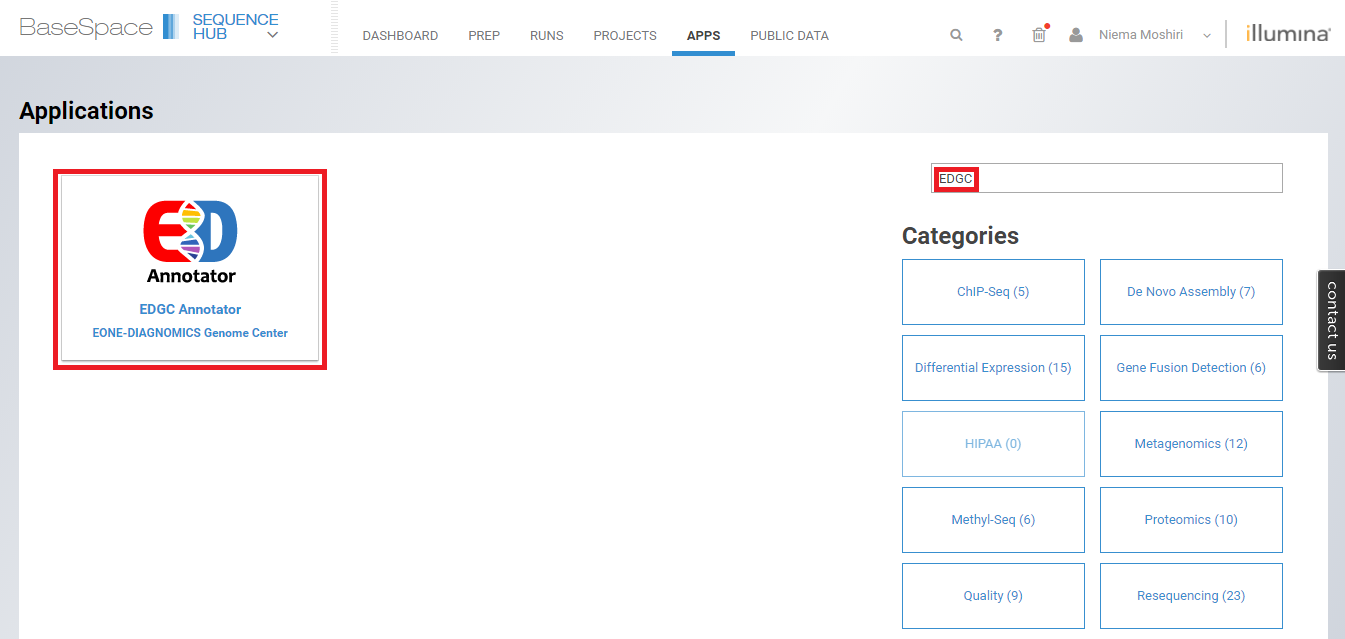 BaseSpace SEQUENCE HUB
DASHBOARD PREP RUNS PROJECTS APPS PUBLIC DATA
? Niema Moshiri illumina®
Applications
EDGC
ED
Annotator
EDGC Annotator
EONE-DIAGNOMICS Genome Center
Categories
ChIP-Seq (5) De Novo Assembly (7)
Differential Expression (15) Gene Fusion Detection (6)
HIPAA (0) Metagenomics (12)
Methyl-Seq (6) Proteomics (10)
Quality (9) Resequencing (23)
contact us